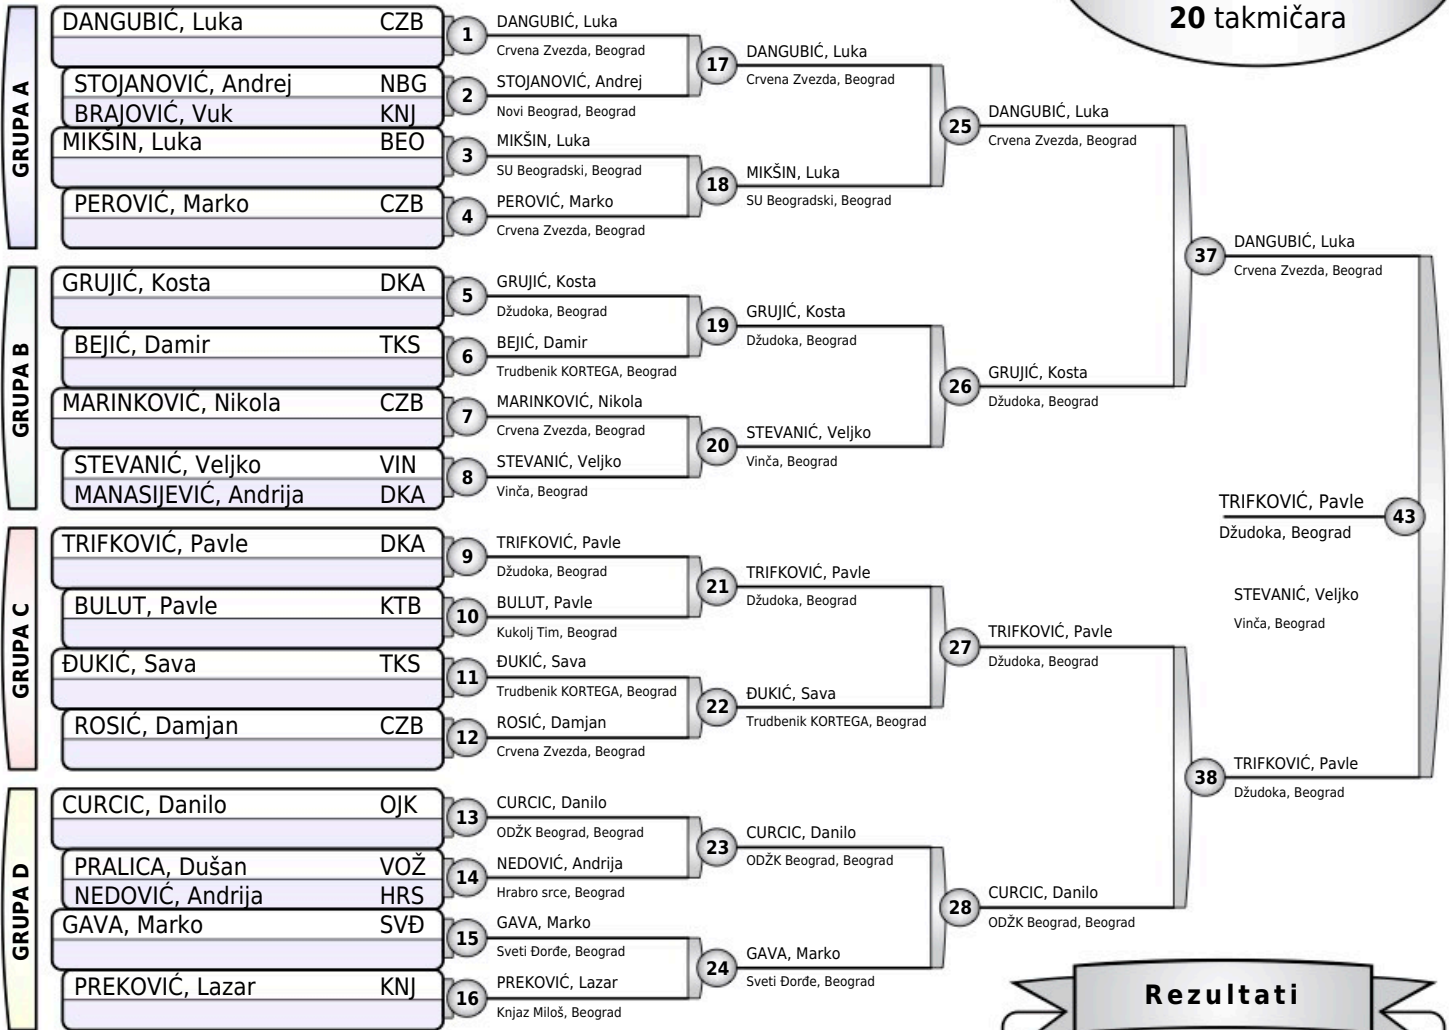 20 takmičara
GRUPA A
DANGUBIĆ, Luka CZB
STOJANOVIĆ, Andrej NBG
BRAJOVIĆ, Vuk KNJ
MIKŠIN, Luka BEO
PEROVIĆ, Marko CZB
1
DANGUBIĆ, Luka
Crvena Zvezda, Beograd
2
STOJANOVIĆ, Andrej
Novi Beograd, Beograd
3
MIKŠIN, Luka
SU Beogradski, Beograd
4
PEROVIĆ, Marko
Crvena Zvezda, Beograd
GRUPA B
GRUJIĆ, Kosta DKA
BEJIĆ, Damir TKS
MARINKOVIĆ, Nikola CZB
STEVANIĆ, Veljko VIN
MANASIJEVIĆ, Andrija DKA
5
GRUJIĆ, Kosta
Džudoka, Beograd
6
BEJIĆ, Damir
Trudbenik KORTEGA, Beograd
7
MARINKOVIĆ, Nikola
Crvena Zvezda, Beograd
8
STEVANIĆ, Veljko
Vinča, Beograd
GRUPA C
TRIFKOVIĆ, Pavle DKA
BULUT, Pavle KTB
ĐUKIĆ, Sava TKS
ROSIĆ, Damjan CZB
9
TRIFKOVIĆ, Pavle
Džudoka, Beograd
10
BULUT, Pavle
Kukolj Tim, Beograd
11
ĐUKIĆ, Sava
Trudbenik KORTEGA, Beograd
12
ROSIĆ, Damjan
Crvena Zvezda, Beograd
GRUPA D
CURCIC, Danilo OJK
PRALICA, Dušan VOŽ
NEDOVIĆ, Andrija HRS
GAVA, Marko SVĐ
PREKOVIĆ, Lazar KNJ
13
CURCIC, Danilo
ODŽK Beograd, Beograd
14
NEDOVIĆ, Andrija
Hrabro srce, Beograd
15
GAVA, Marko
Sveti Đorđe, Beograd
16
PREKOVIĆ, Lazar
Knjaz Miloš, Beograd
17
DANGUBIĆ, Luka
Crvena Zvezda, Beograd
18
MIKŠIN, Luka
SU Beogradski, Beograd
19
GRUJIĆ, Kosta
Džudoka, Beograd
20
STEVANIĆ, Veljko
Vinča, Beograd
21
TRIFKOVIĆ, Pavle
Džudoka, Beograd
22
ĐUKIĆ, Sava
Trudbenik KORTEGA, Beograd
23
CURCIC, Danilo
ODŽK Beograd, Beograd
24
GAVA, Marko
Sveti Đorđe, Beograd
25
DANGUBIĆ, Luka
Crvena Zvezda, Beograd
26
GRUJIĆ, Kosta
Džudoka, Beograd
27
TRIFKOVIĆ, Pavle
Džudoka, Beograd
28
CURCIC, Danilo
ODŽK Beograd, Beograd
37
DANGUBIĆ, Luka
Crvena Zvezda, Beograd
38
TRIFKOVIĆ, Pavle
Džudoka, Beograd
TRIFKOVIĆ, Pavle
Džudoka, Beograd
43
STEVANIĆ, Veljko
Vinča, Beograd
Rezultati